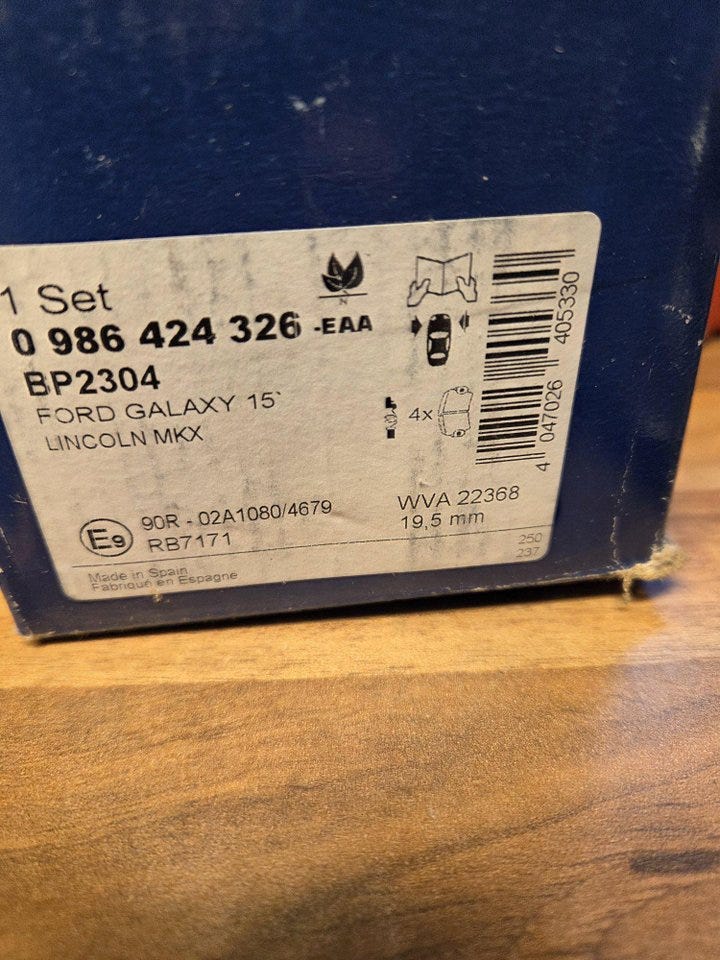 1 Set
0 986 424 326 -EAA
BP2304
FORD GALAXY 15`
LINCOLN MKX
N
4x
4 047026 405330
E9
90R - 02A1080/4679
RB7171
WVA 22368
19,5 mm
250
237
Made in Spain
Fabriqué en Espagne